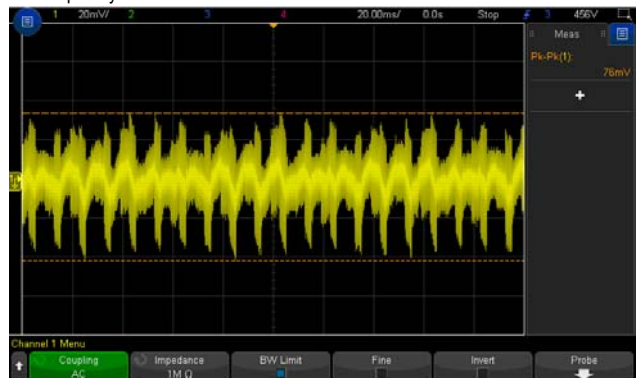 1 20mV/ 2 3 4 20.00ms/ 0.0s Stop 3 456V
Meas
Pk-Pk(1):
76mV
+
Channel 1 Menu
Coupling
AC
Impedance
1M Ω
BW Limit
Fine
Invert
Probe